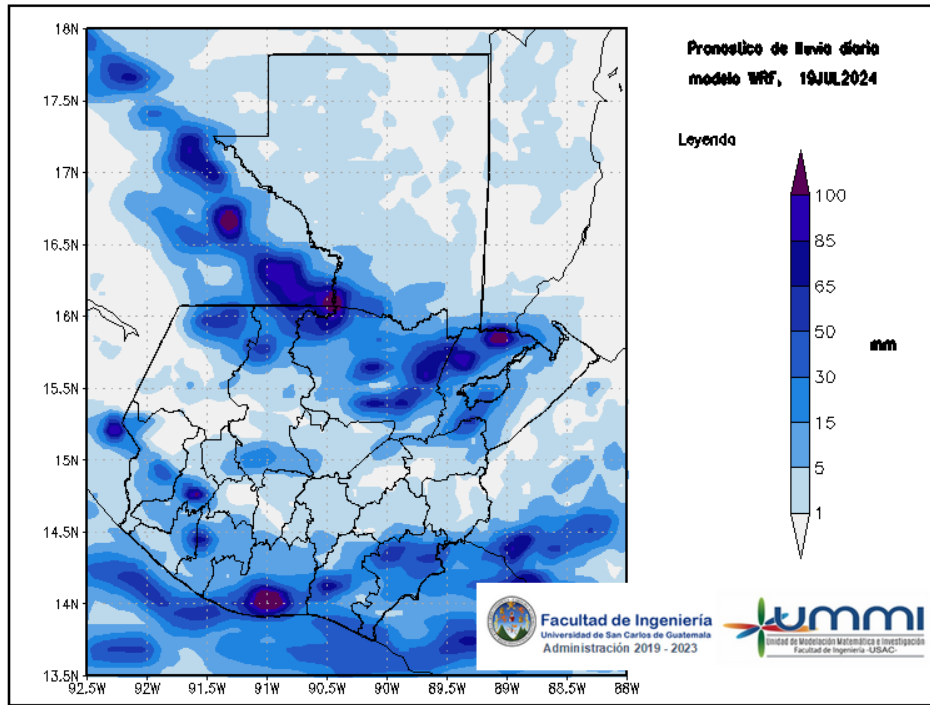 Pronostico de lluvia diaria
modelo WRF, 19JUL2024
Leyenda
100
85
65
50
30
15
5
1
mm
18N
17.5N
17N
16.5N
16N
15.5N
15N
14.5N
14N
13.5N
92.5W
92W
91.5W
91W
90.5W
90W
89.5W
89W
88.5W
88W
Facultad de Ingeniería
Universidad de San Carlos de Guatemala
Administración 2019 - 2023
UMMI
Unidad de Modelación Matemática e Investigación
Facultad de Ingeniería -USAC-